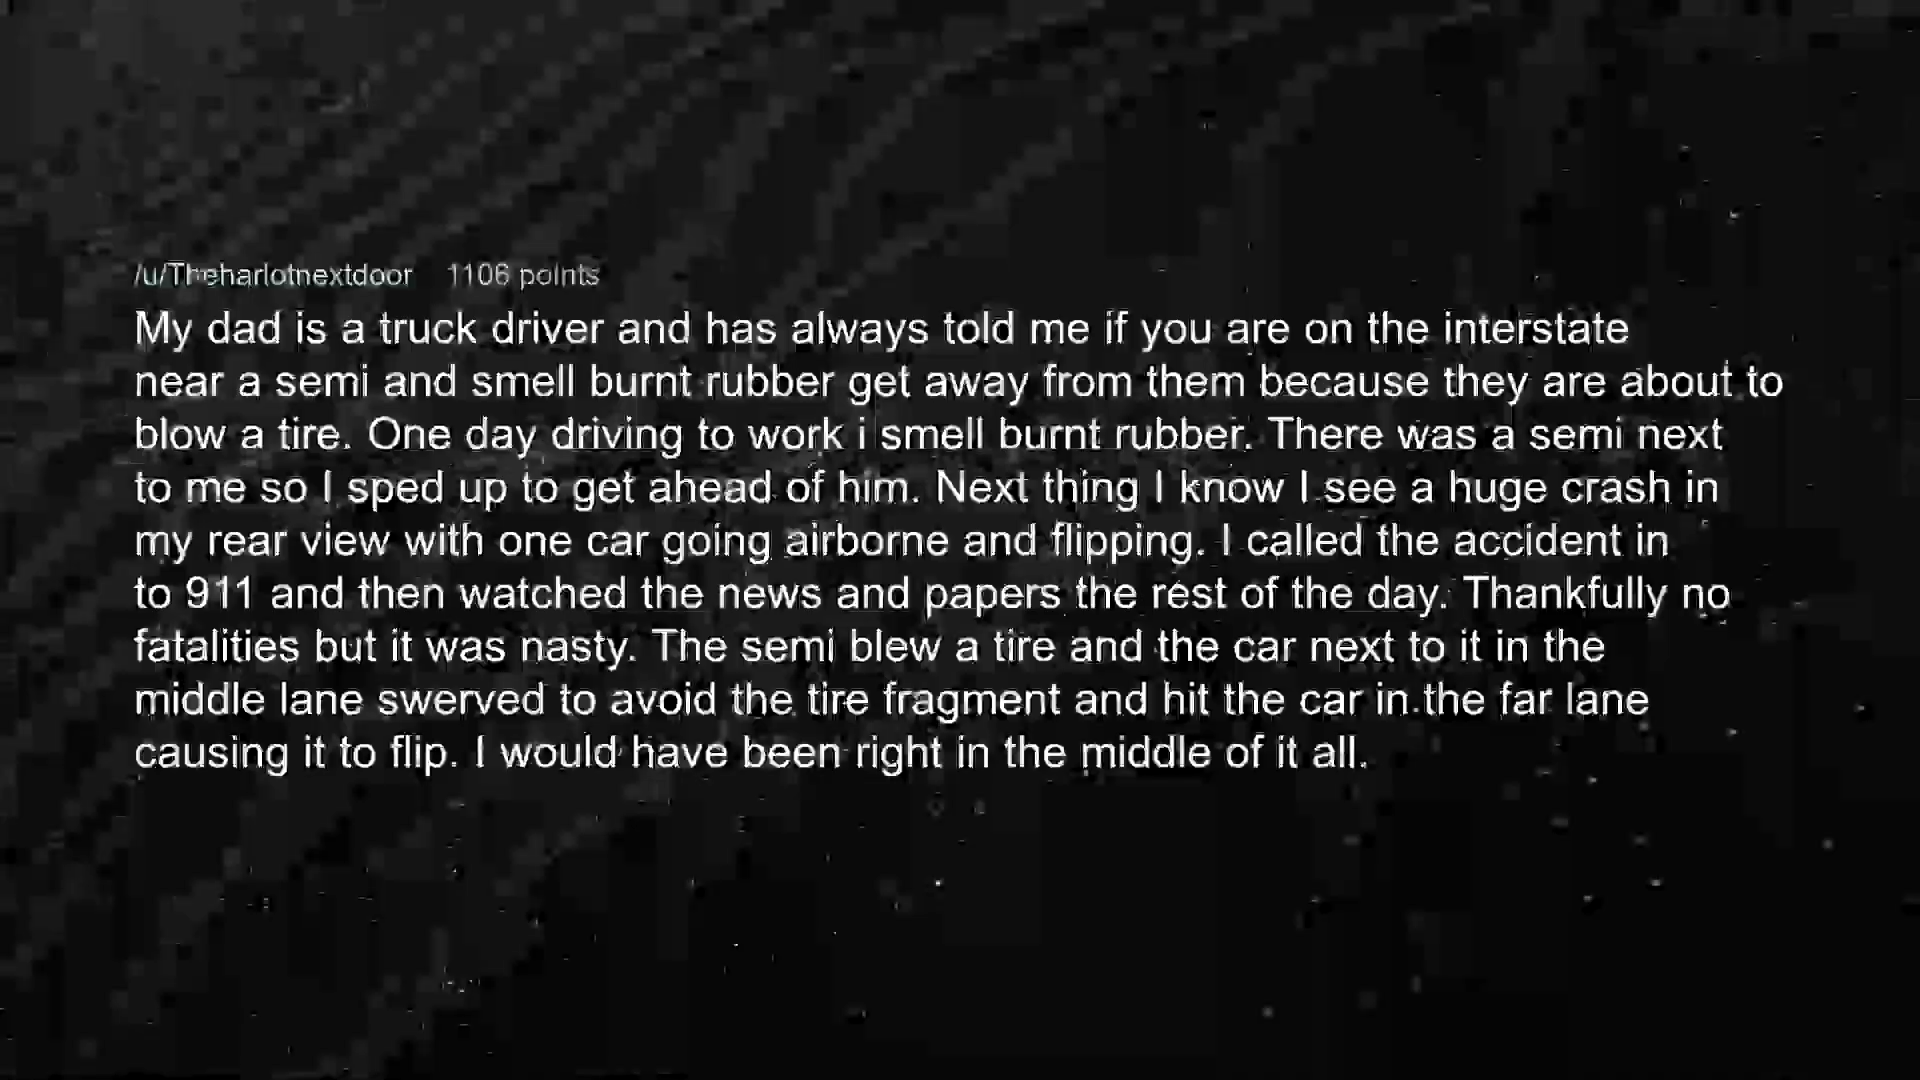 /u/Theharlotnextdoor 1106 points
My dad is a truck driver and has always told me if you are on the interstate
near a semi and smell burnt rubber get away from them because they are about to
blow a tire. One day driving to work i smell burnt rubber. There was a semi next
to me so I sped up to get ahead of him. Next thing I know I see a huge crash in
my rear view with one car going airborne and flipping. I called the accident in
to 911 and then watched the news and papers the rest of the day. Thankfully no
fatalities but it was nasty. The semi blew a tire and the car next to it in the
middle lane swerved to avoid the tire fragment and hit the car in the far lane
causing it to flip. I would have been right in the middle of it all.